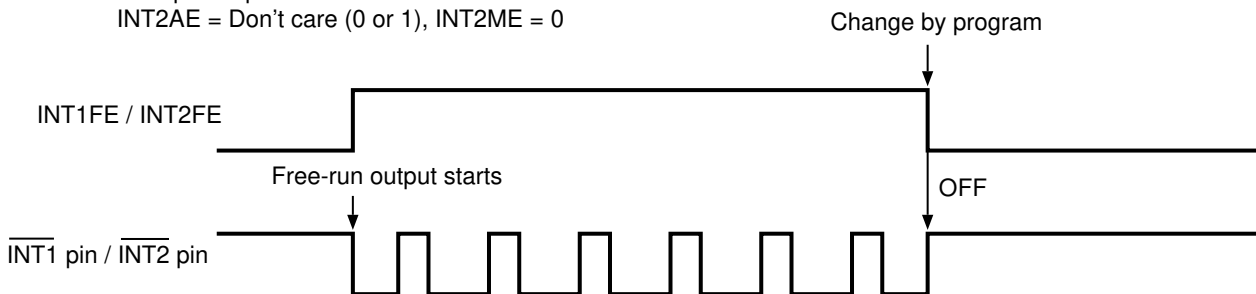 INT2AE = Don't care (0 or 1), INT2ME = 0
Change by program
INT1FE / INT2FE
Free-run output starts
OFF
INT1 pin / INT2 pin